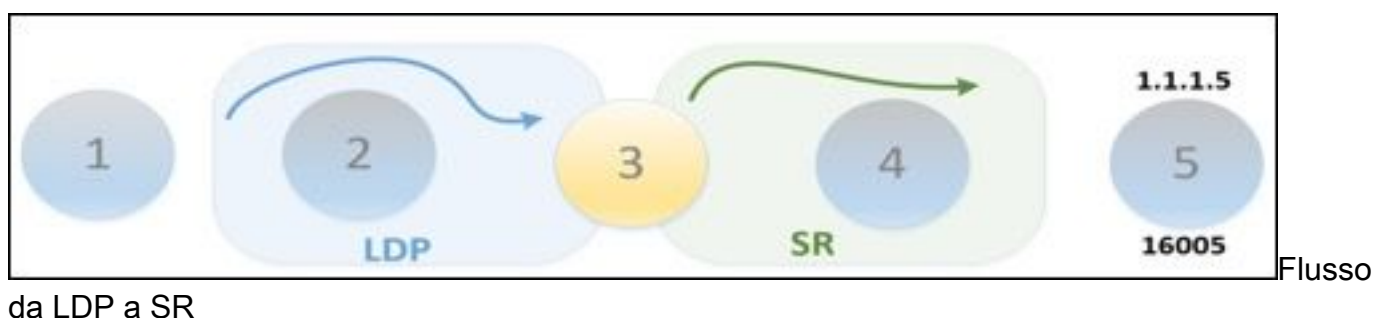 1.1.1.5
1 2 3 4 5
LDP SR 16005
Flusso
da LDP a SR